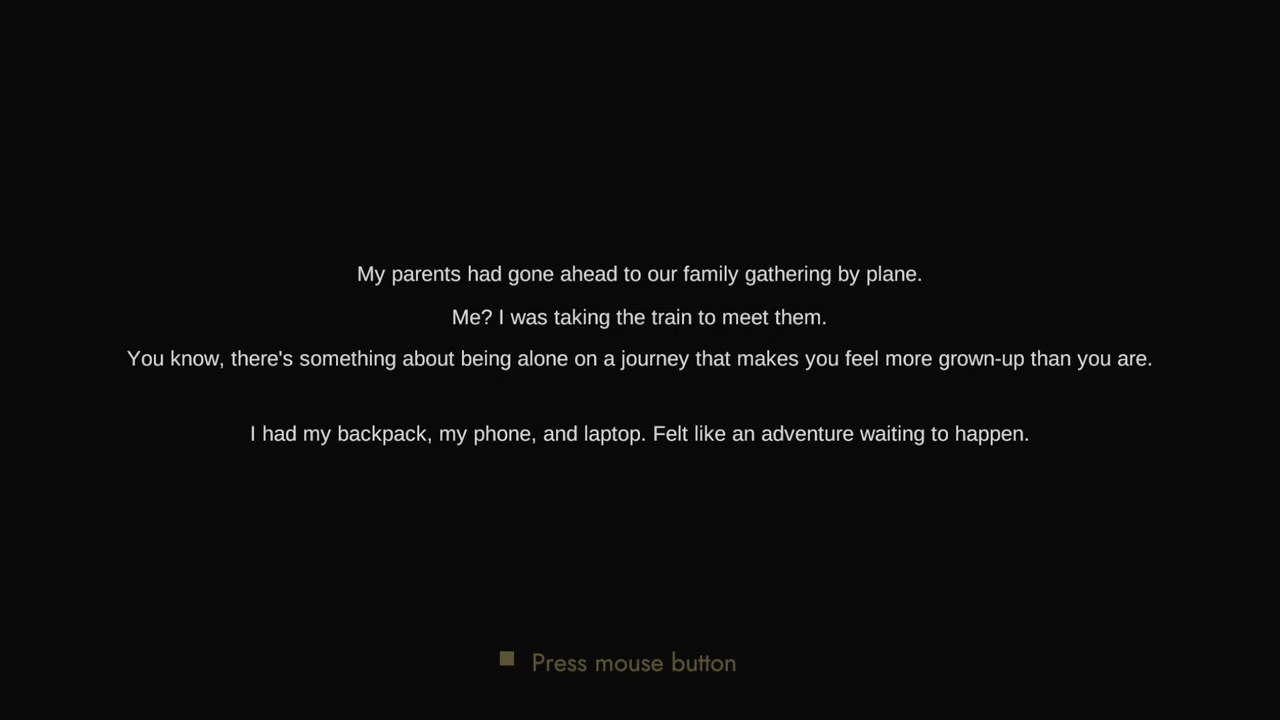 My parents had gone ahead to our family gathering by plane.
Me? I was taking the train to meet them.
You know, there's something about being alone on a journey that makes you feel more grown-up than you are.
I had my backpack, my phone, and laptop. Felt like an adventure waiting to happen.
Press mouse button